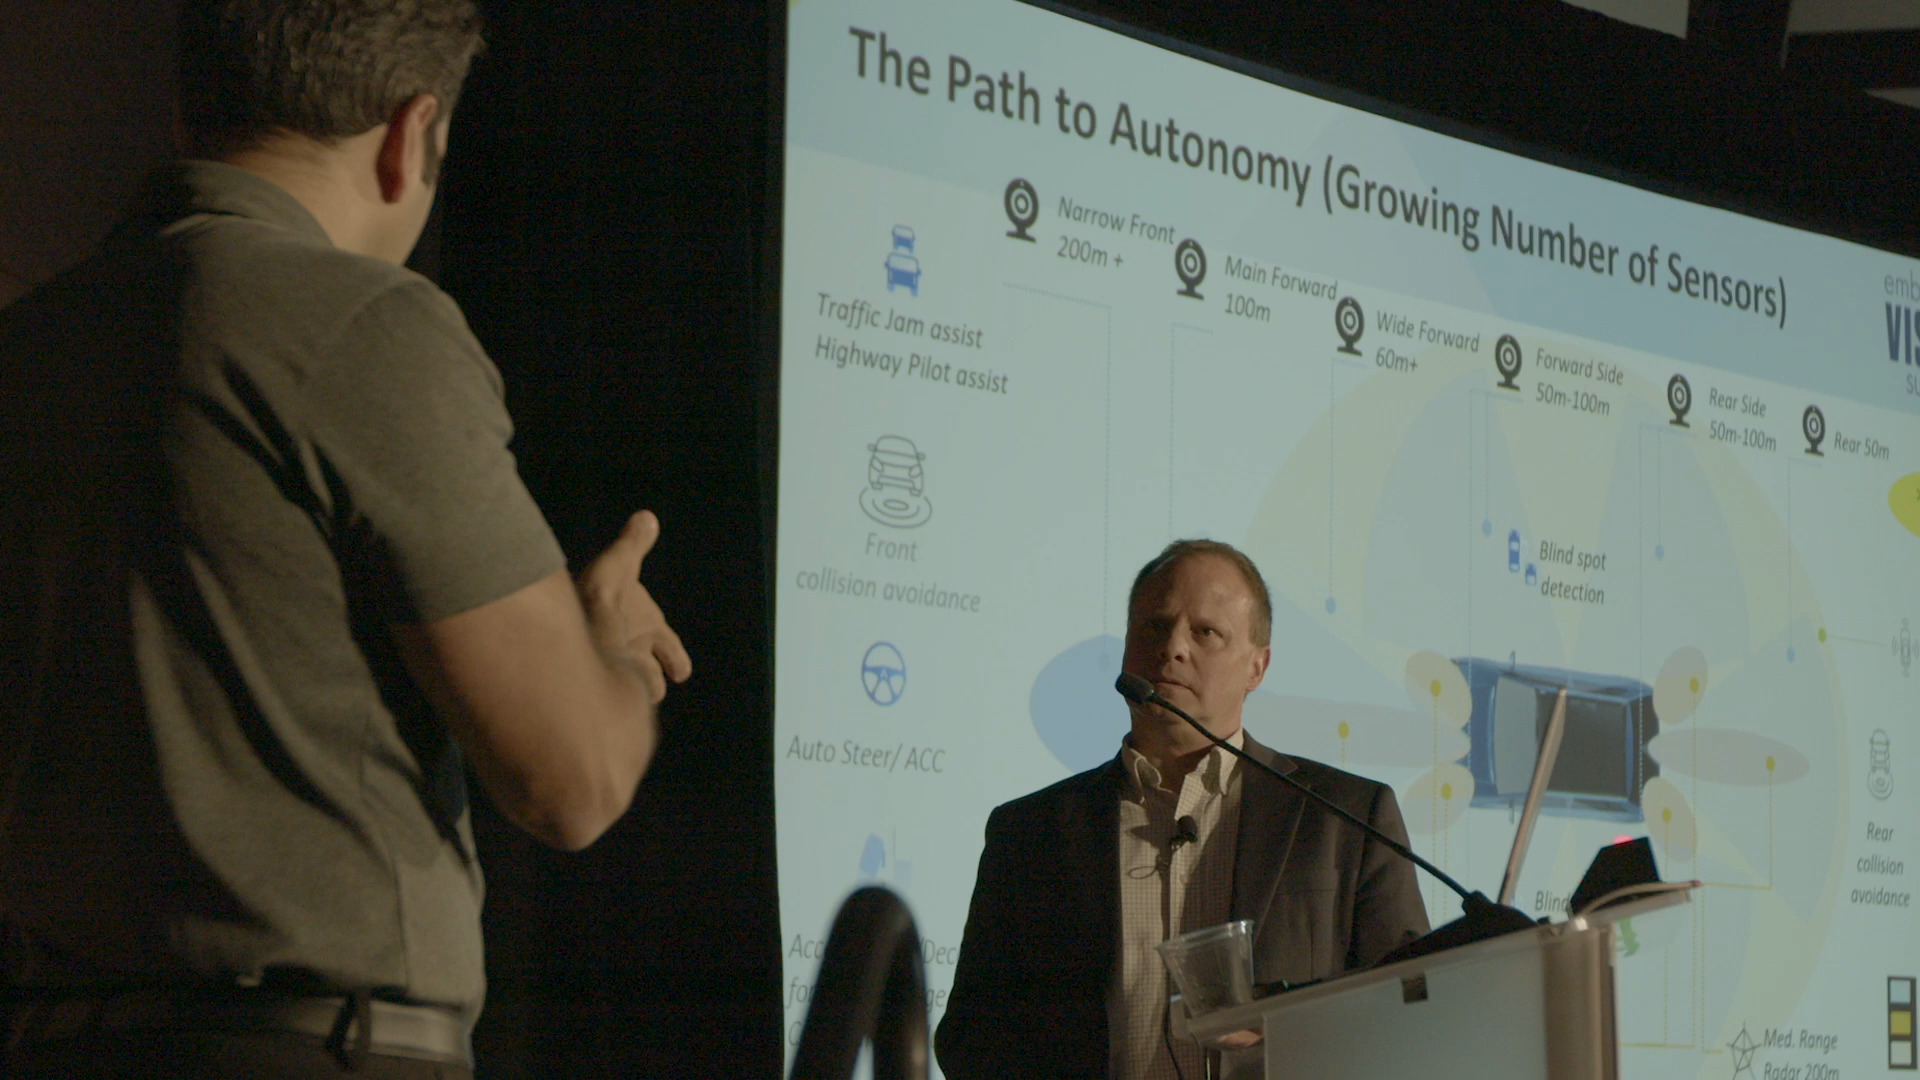 The Path to Autonomy (Growing Number of Sensors)
Narrow Front
200m +
Main Forward
100m
Wide Forward
60m+
Forward Side
50m-100m
Rear Side
50m-100m
Rear 50m
Traffic Jam assist
Highway Pilot assist
Front
collision avoidance
Auto Steer/ ACC
Blind spot
detection
Rear
collision
avoidance
Med. Range
Radar 200m